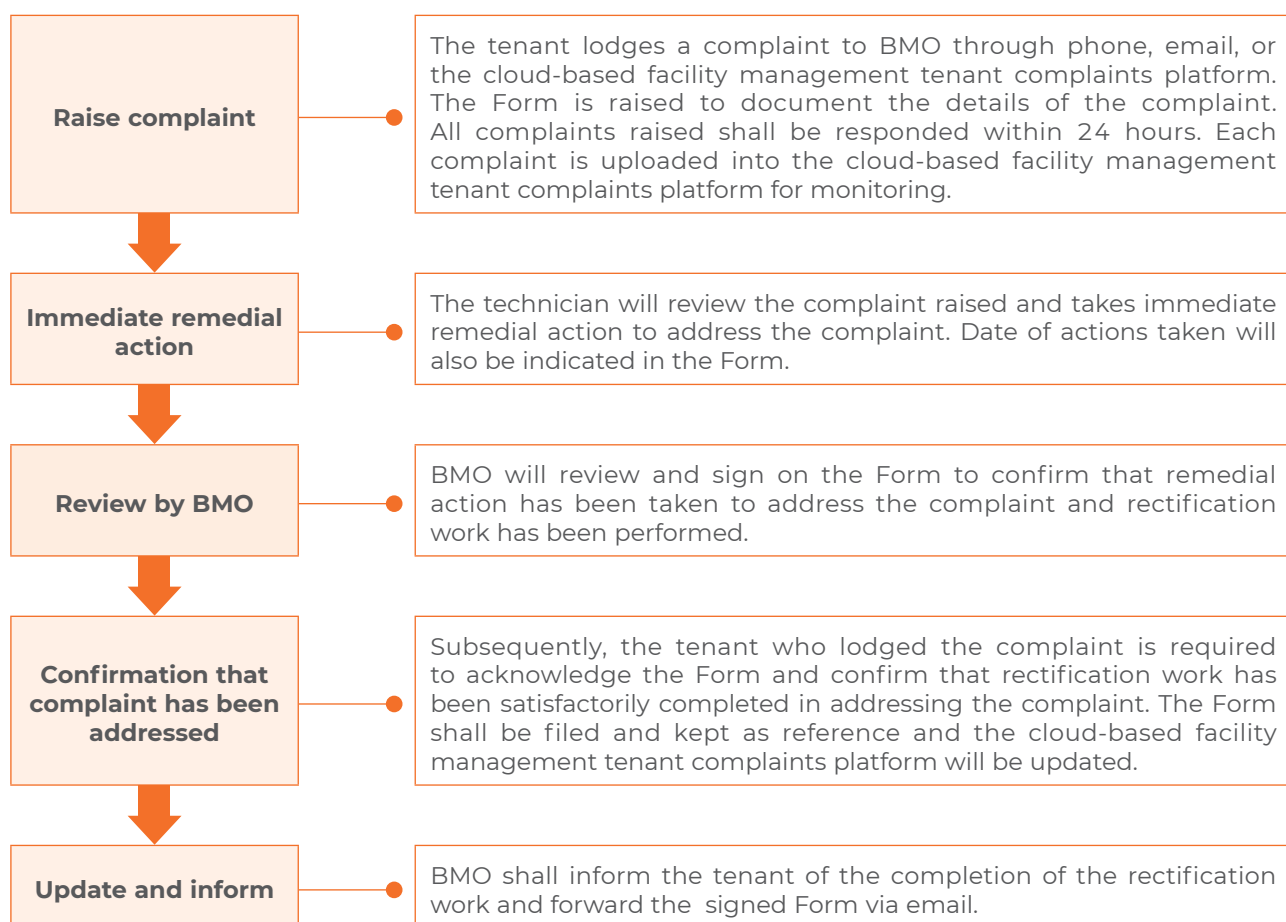 Raise complaint
The tenant lodges a complaint to BMO through phone, email, or
the cloud-based facility management tenant complaints platform.
The Form is raised to document the details of the complaint.
All complaints raised shall be responded within 24 hours. Each
complaint is uploaded into the cloud-based facility management
tenant complaints platform for monitoring.
Immediate remedial
action
The technician will review the complaint raised and takes immediate
remedial action to address the complaint. Date of actions taken will
also be indicated in the Form.
Review by BMO
BMO will review and sign on the Form to confirm that remedial
action has been taken to address the complaint and rectification
work has been performed.
Confirmation that
complaint has been
addressed
Subsequently, the tenant who lodged the complaint is required
to acknowledge the Form and confirm that rectification work has
been satisfactorily completed in addressing the complaint. The Form
shall be filed and kept as reference and the cloud-based facility
management tenant complaints platform will be updated.
Update and inform
BMO shall inform the tenant of the completion of the rectification
work and forward the signed Form via email.